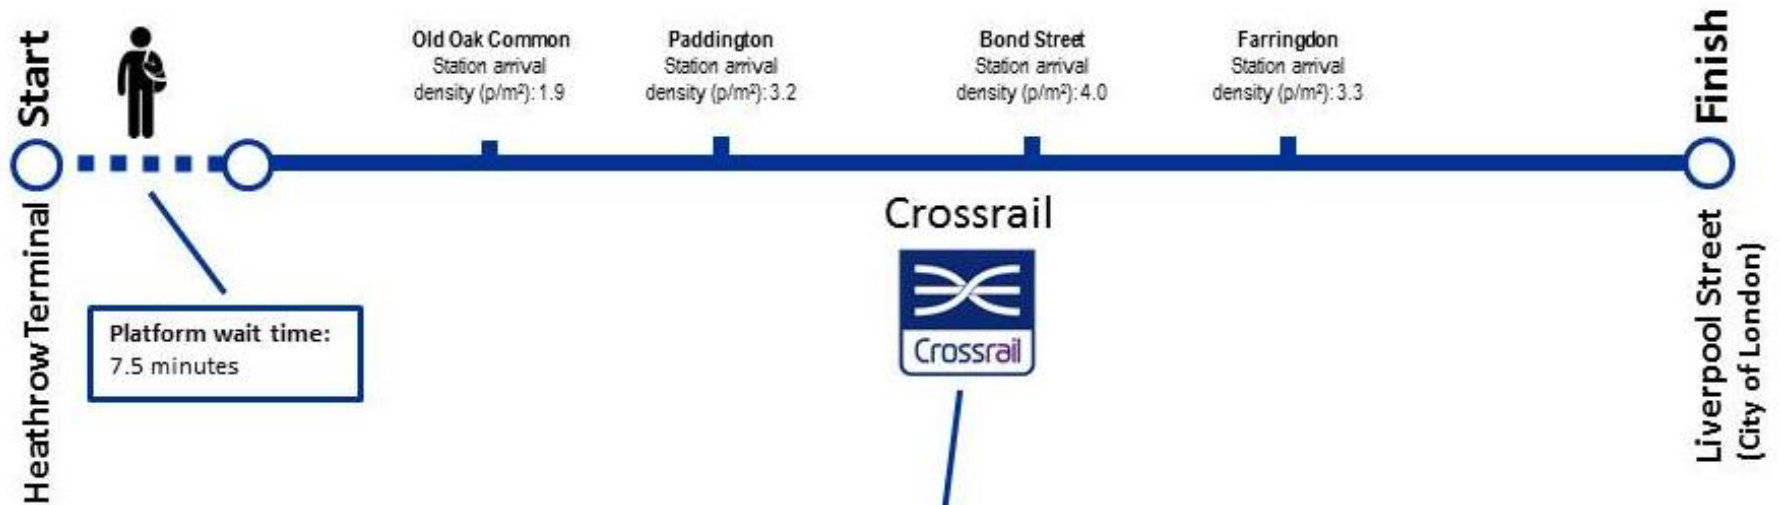 Start
Heathrow Terminal
Old Oak Common
Station arrival
density (p/m²): 1.9
Paddington
Station arrival
density (p/m²): 3.2
Bond Street
Station arrival
density (p/m²): 4.0
Farringdon
Station arrival
density (p/m²): 3.3
Finish
Liverpool Street
(City of London)
Platform wait time:
7.5 minutes
Crossrail
Crossrail